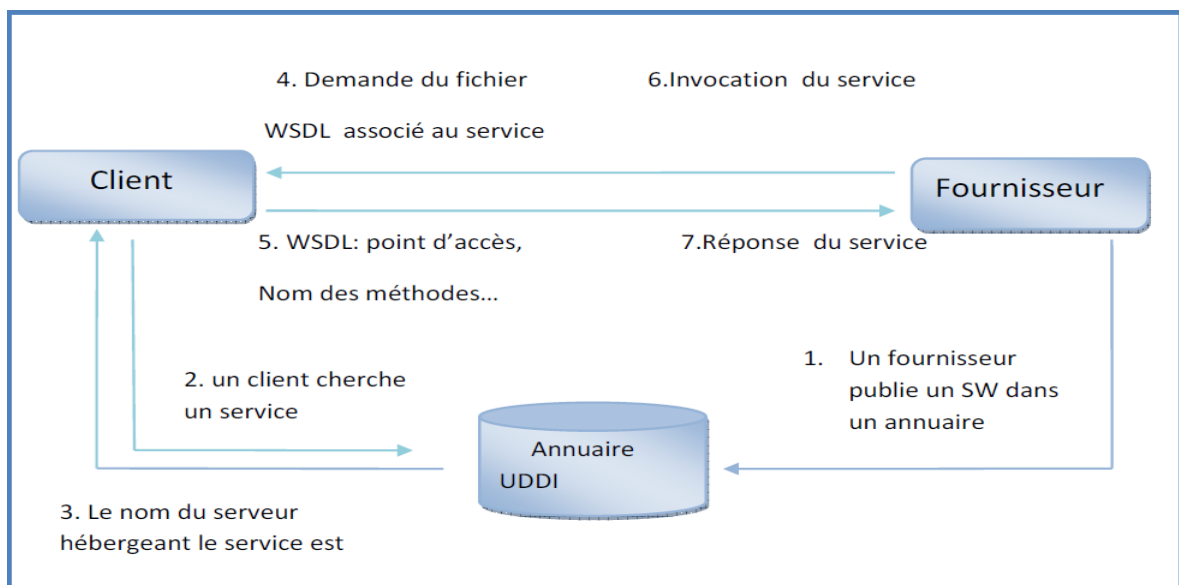 4. Demande du fichier
WSDL associé au service
6.Invocation du service
Client
Fournisseur
5. WSDL: point d’accès,
Nom des méthodes...
7.Réponse du service
2. un client cherche
un service
1. Un fournisseur
publie un SW dans
un annuaire
Annuaire
UDDI
3. Le nom du serveur
hébergeant le service est